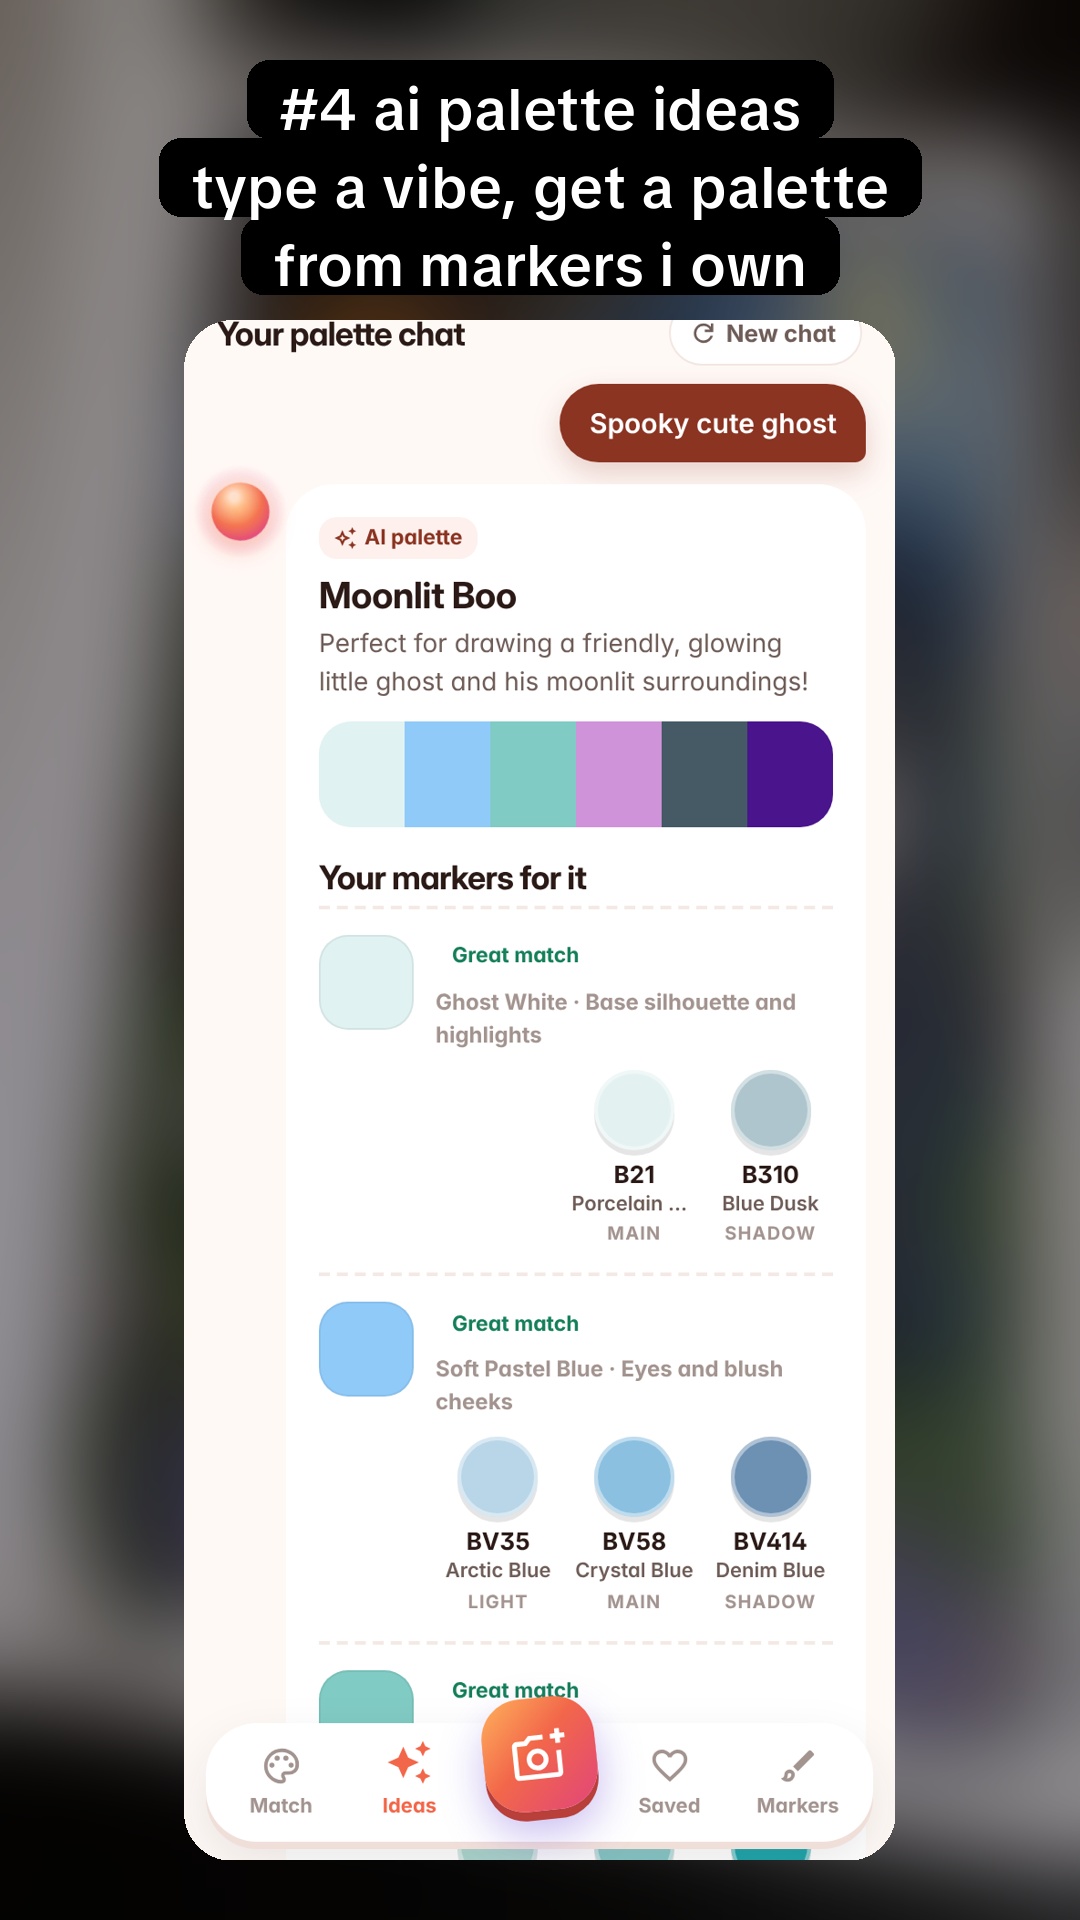 #4 ai palette ideas
type a vibe, get a palette
from markers i own
Your palette chat
New chat
Spooky cute ghost
AI palette
Moonlit Boo
Perfect for drawing a friendly, glowing
little ghost and his moonlit surroundings!
Your markers for it
Great match
Ghost White · Base silhouette and
highlights
B21
Porcelain ...
MAIN
B310
Blue Dusk
SHADOW
Great match
Soft Pastel Blue · Eyes and blush
cheeks
BV35
Arctic Blue
LIGHT
BV58
Crystal Blue
MAIN
BV414
Denim Blue
SHADOW
Great match
Match
Ideas
Saved
Markers